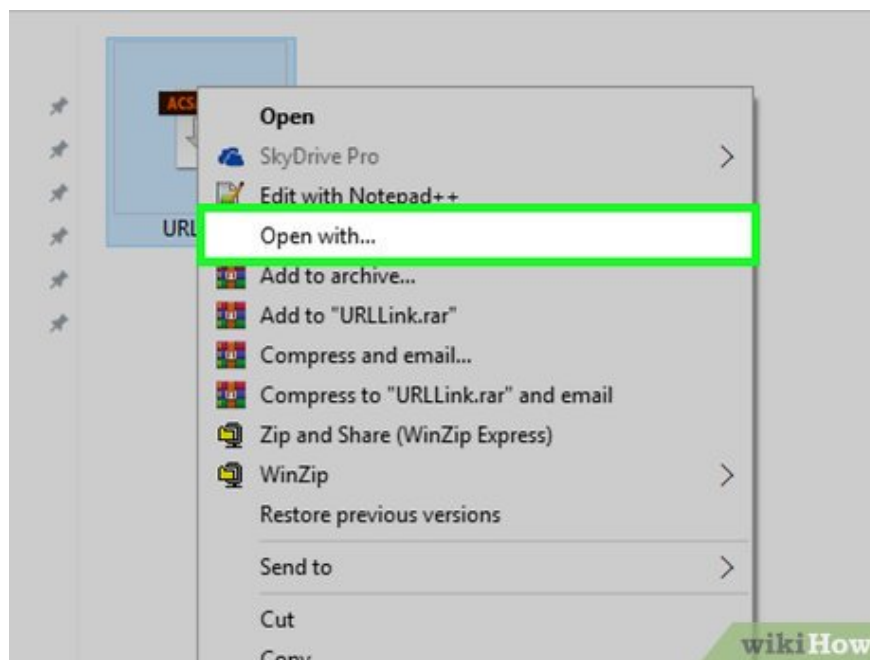 ACS
Open
SkyDrive Pro
Edit with Notepad++
URL
Open with...
Add to archive...
Add to "URLLink.rar"
Compress and email...
Compress to "URLLink.rar" and email
Zip and Share (WinZip Express)
WinZip
Restore previous versions
Send to
Cut
Copy
wikiHow